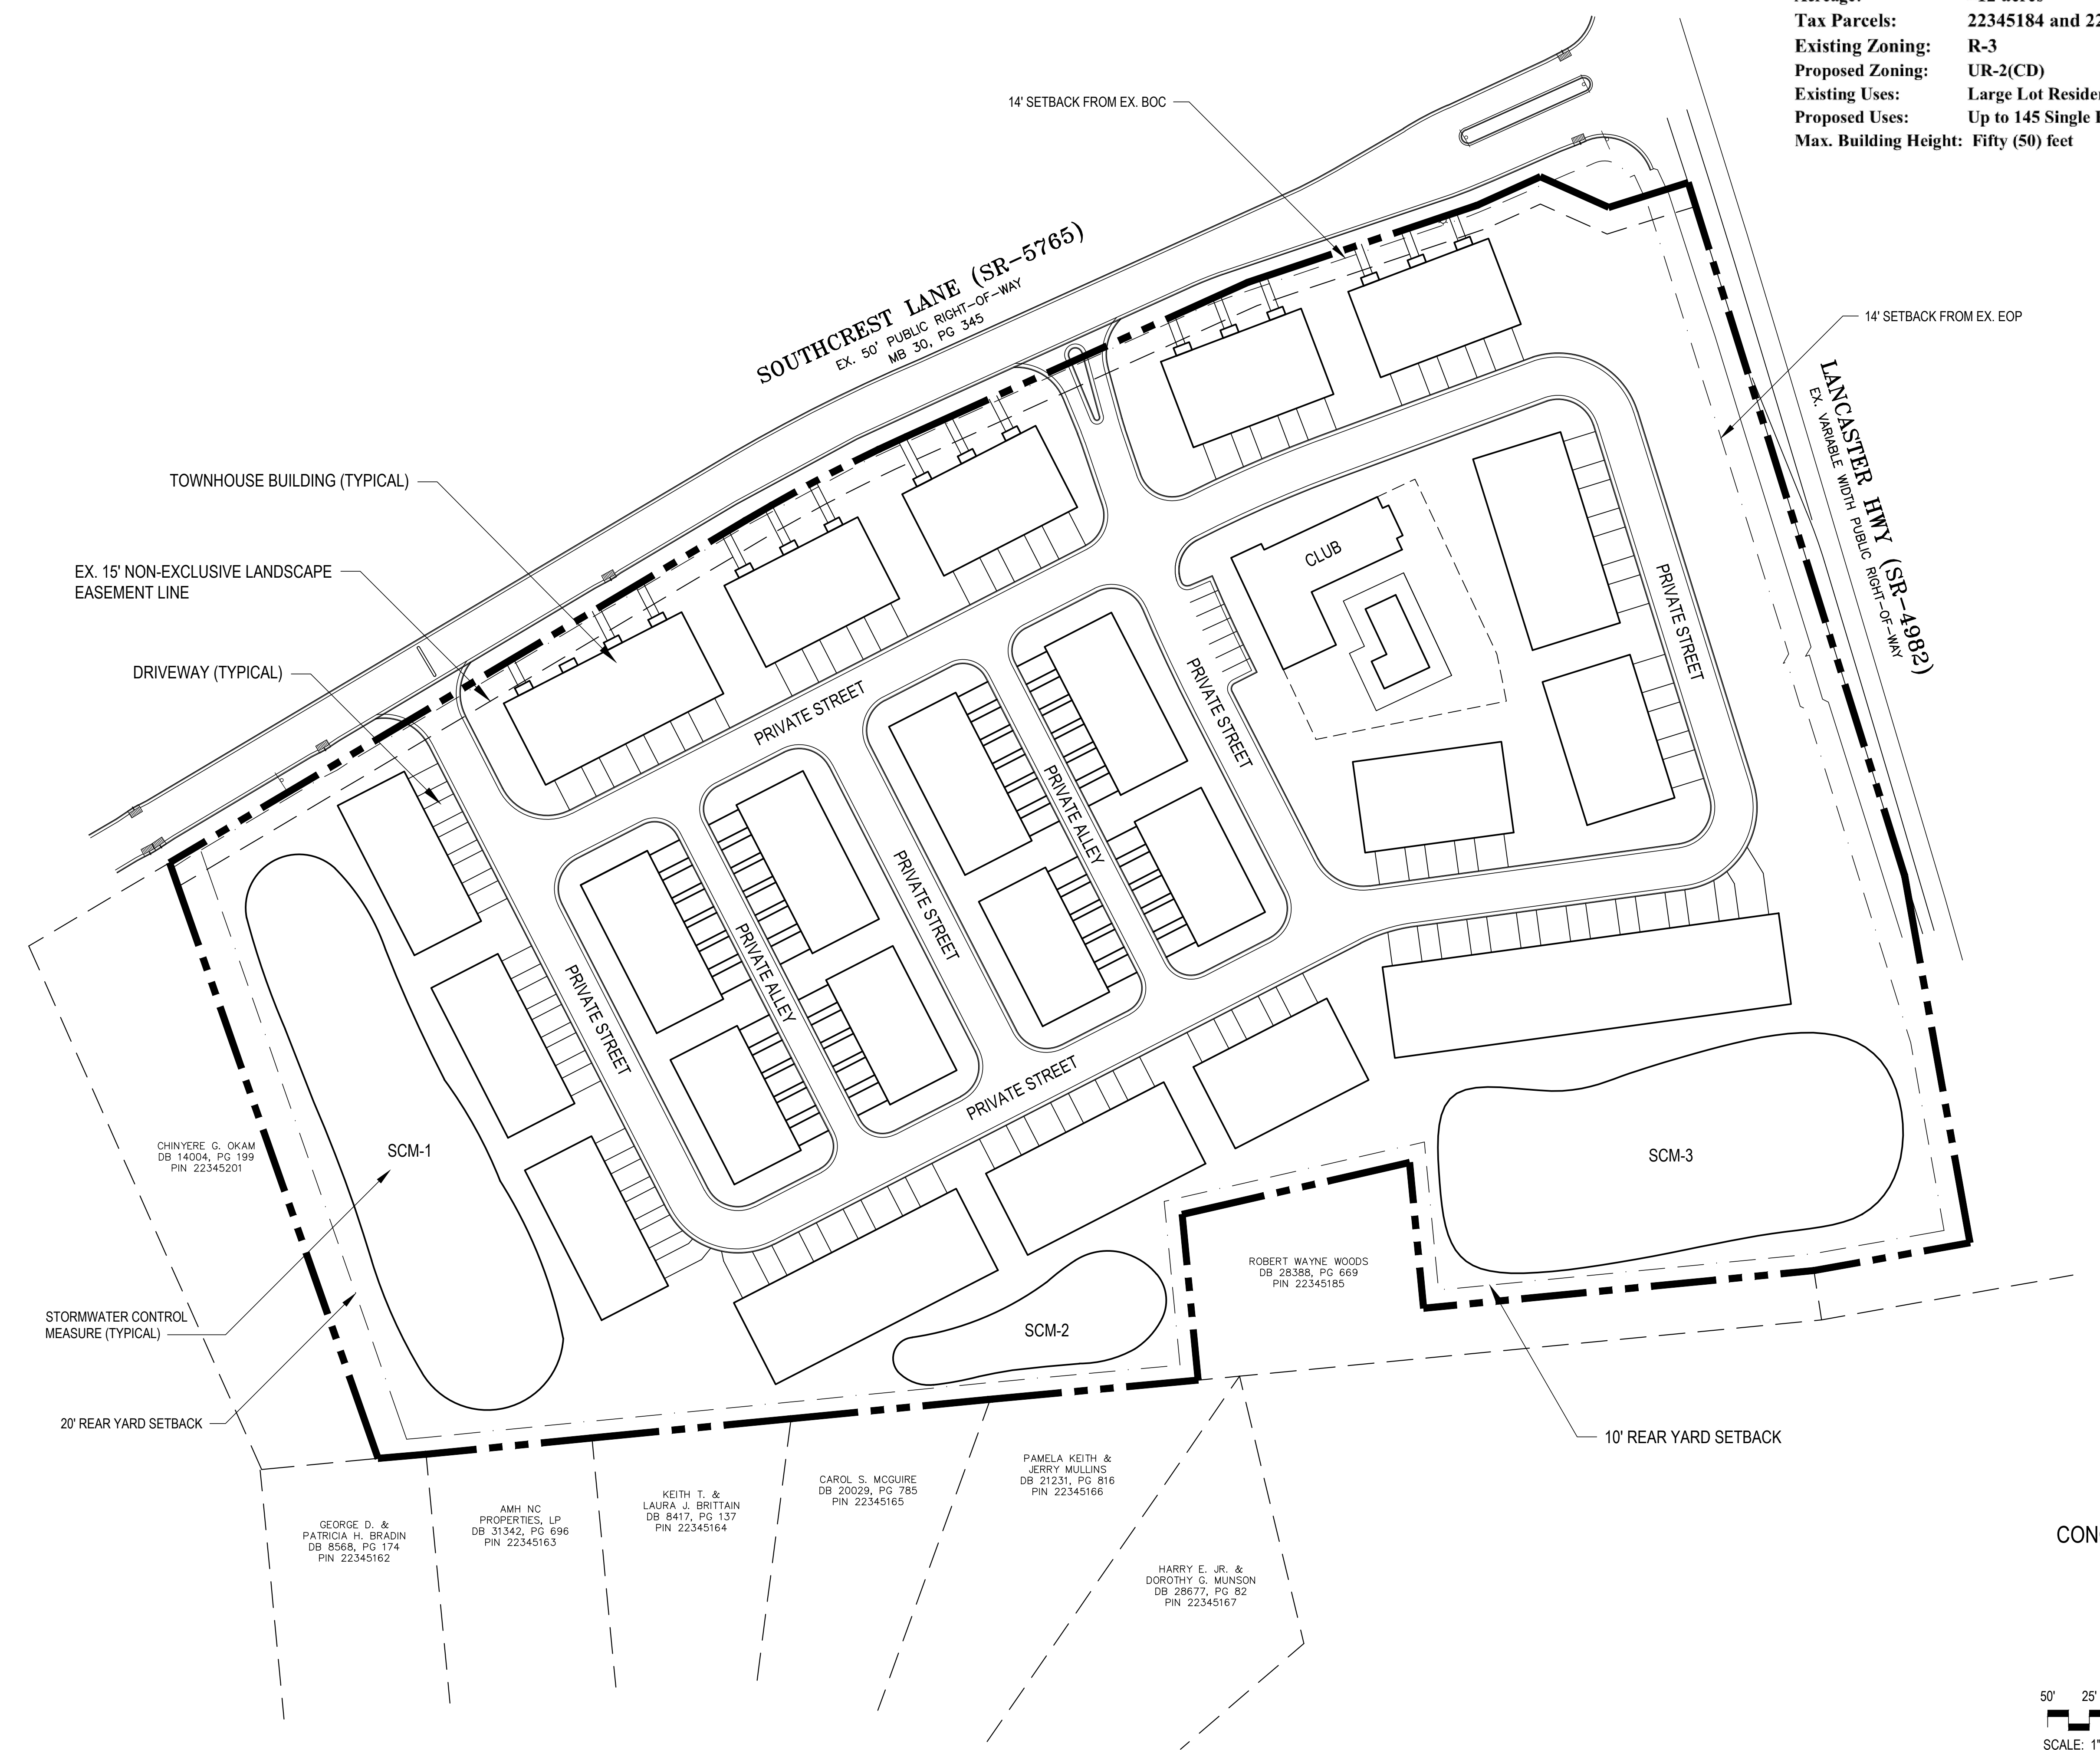 Tax Parcels: 22345184 and 22
Existing Zoning: R-3
Proposed Zoning: UR-2(CD)
Existing Uses: Large Lot Reside
Proposed Uses: Up to 145 Single
Max. Building Height: Fifty (50) feet
14' SETBACK FROM EX. BOC
SOUTHCREST LANE (SR-5765)
EX. 50' PUBLIC RIGHT-OF-WAY
MB 30, PG 345
14' SETBACK FROM EX. EOP
LANCASTER HWY (SR-4982)
EX. VARIABLE WIDTH PUBLIC RIGHT-OF-WAY
TOWNHOUSE BUILDING (TYPICAL)
EX. 15' NON-EXCLUSIVE LANDSCAPE
EASEMENT LINE
DRIVEWAY (TYPICAL)
CLUB
PRIVATE STREET
PRIVATE STREET
PRIVATE STREET
PRIVATE ALLEY
PRIVATE STREET
PRIVATE ALLEY
PRIVATE STREET
PRIVATE STREET
CHINYERE G. OKAM
DB 14004, PG 199
PIN 22345201
SCM-1
SCM-3
STORMWATER CONTROL
MEASURE (TYPICAL)
ROBERT WAYNE WOODS
DB 28388, PG 669
PIN 22345185
SCM-2
20' REAR YARD SETBACK
10' REAR YARD SETBACK
GEORGE D. &
PATRICIA H. BRADIN
DB 8568, PG 174
PIN 22345162
AMH NC
PROPERTIES, LP
DB 31342, PG 696
PIN 22345163
KEITH T. &
LAURA J. BRITTAIN
DB 8417, PG 137
PIN 22345164
CAROL S. MCGUIRE
DB 20029, PG 785
PIN 22345165
PAMELA KEITH &
JERRY MULLINS
DB 21231, PG 816
PIN 22345166
HARRY E. JR. &
DOROTHY G. MUNSON
DB 28677, PG 82
PIN 22345167
CON
50' 25'
SCALE: 1"